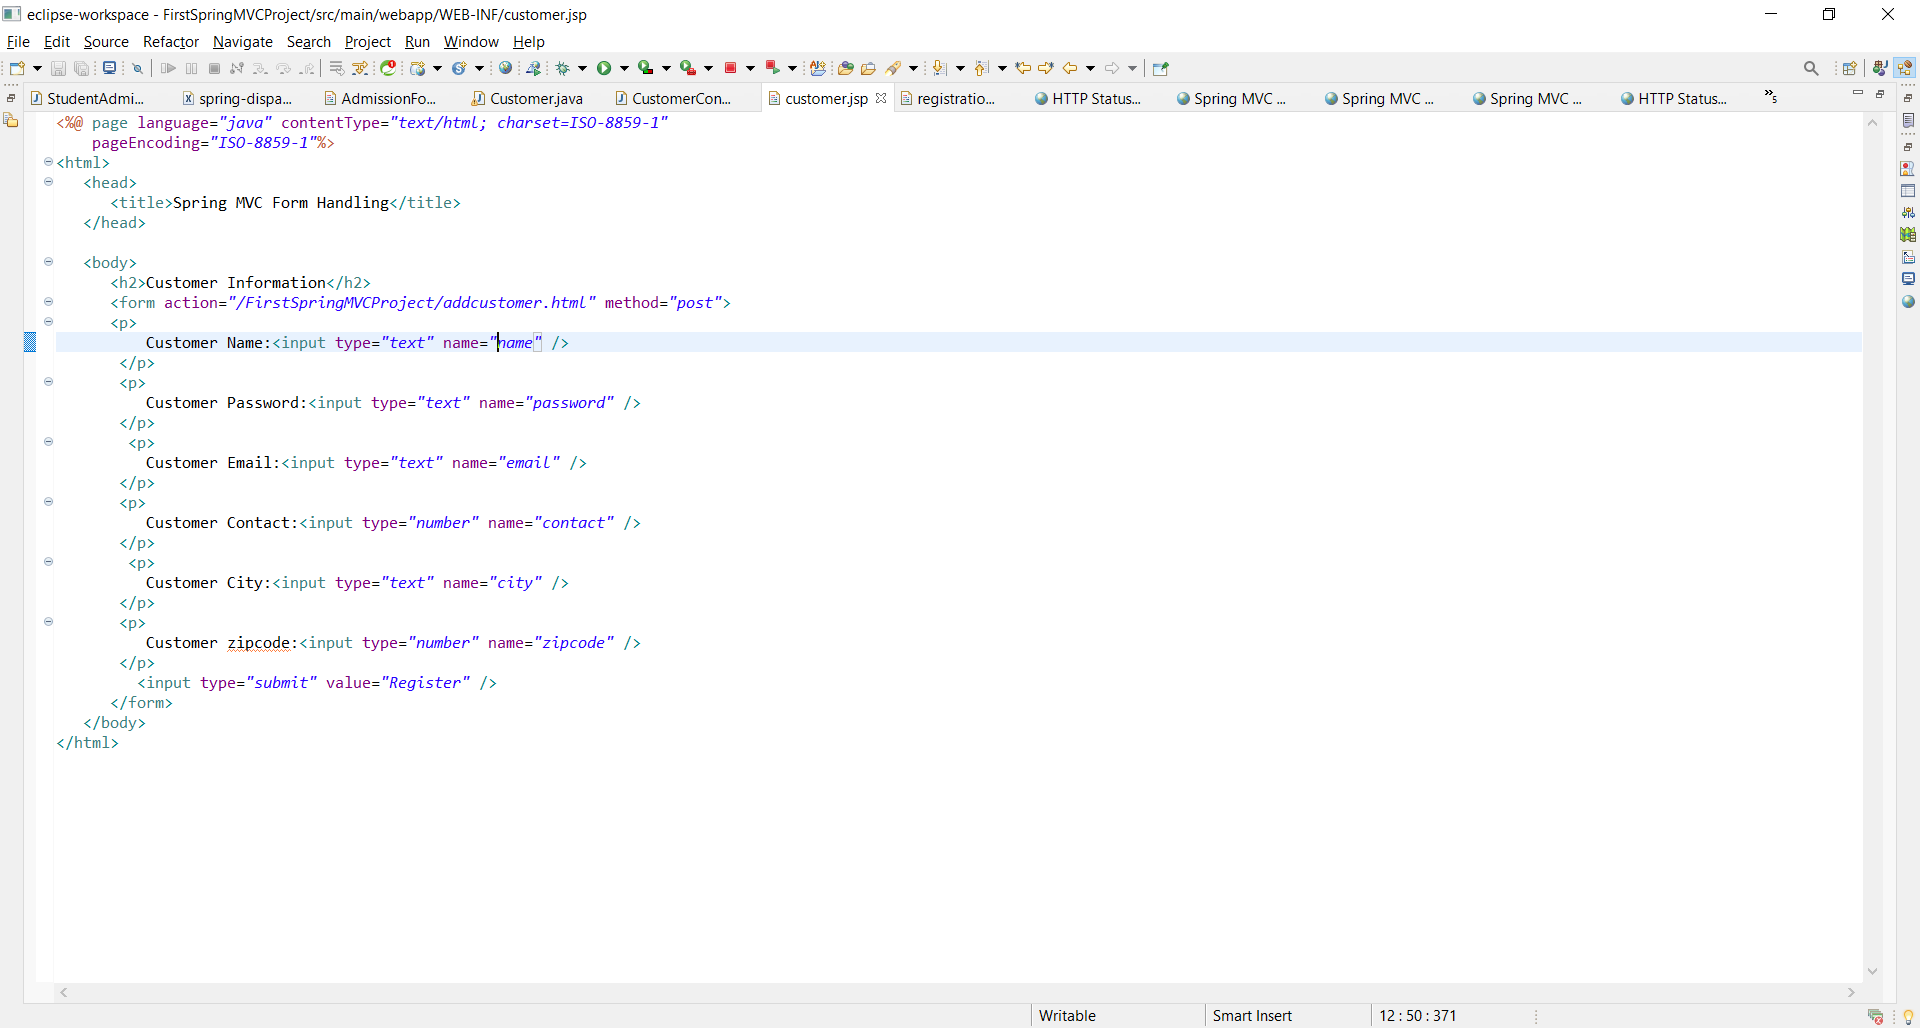 eclipse-workspace - FirstSpringMVCProject/src/main/webapp/WEB-INF/customer.jsp
File Edit Source Refactor Navigate Search Project Run Window Help
StudentAdmi... spring-dispa... AdmissionFo... Customer.java CustomerCon... customer.jsp registratio... HTTP Status... Spring MVC ... Spring MVC ... Spring MVC ... HTTP Status... »5
<%@ page language="java" contentType="text/html; charset=ISO-8859-1"
    pageEncoding="ISO-8859-1"%>
<html>
   <head>
      <title>Spring MVC Form Handling</title>
   </head>
   <body>
      <h2>Customer Information</h2>
      <form action="/FirstSpringMVCProject/addcustomer.html" method="post">
      <p>
          Customer Name:<input type="text" name="name" />
       </p>
       <p>
          Customer Password:<input type="text" name="password" />
       </p>
        <p>
          Customer Email:<input type="text" name="email" />
       </p>
       <p>
          Customer Contact:<input type="number" name="contact" />
       </p>
        <p>
          Customer City:<input type="text" name="city" />
       </p>
       <p>
          Customer zipcode:<input type="number" name="zipcode" />
       </p>
         <input type="submit" value="Register" />
      </form>
   </body>
</html>
Writable Smart Insert 12 : 50 : 371